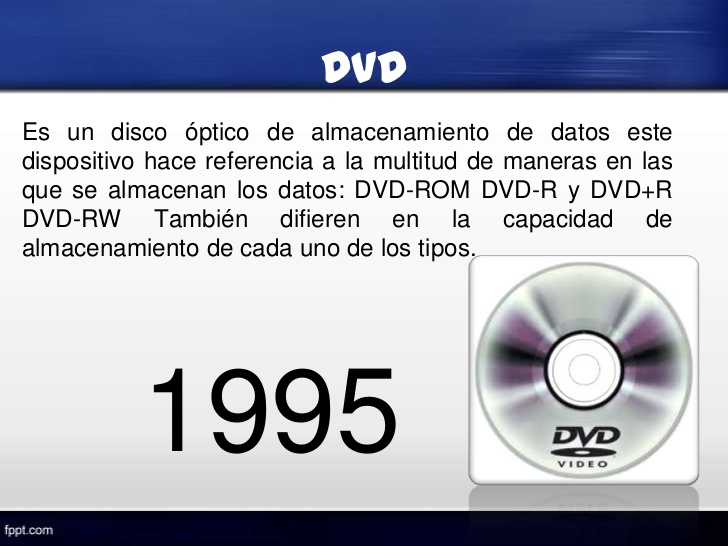 DVD
Es un disco óptico de almacenamiento de datos este
dispositivo hace referencia a la multitud de maneras en las
que se almacenan los datos: DVD-ROM DVD-R y DVD+R
DVD-RW También difieren en la capacidad de
almacenamiento de cada uno de los tipos.
1995
DVD
VIDEO
fppt.com